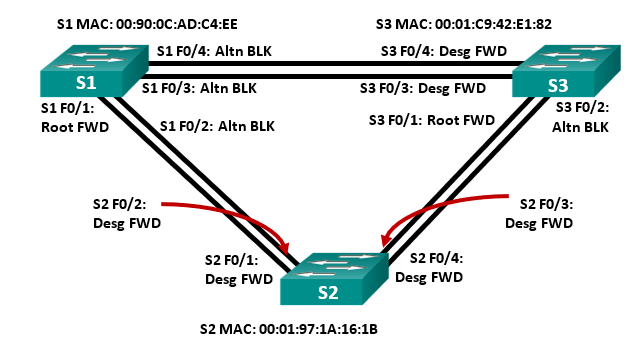 S1 MAC: 00:90:0C:AD:C4:EE
S3 MAC: 00:01:C9:42:E1:82
S1 F0/4: Altn BLK
S3 F0/4: Desg FWD
S1
S3
S1 F0/3: Altn BLK
S3 F0/3: Desg FWD
S1 F0/1:
Root FWD
S1 F0/2: Altn BLK
S3 F0/1: Root FWD
S3 F0/2:
Altn BLK
S2 F0/2:
Desg FWD
S2 F0/3:
Desg FWD
S2 F0/1:
Desg FWD
S2 F0/4:
Desg FWD
S2
S2 MAC: 00:01:97:1A:16:1B